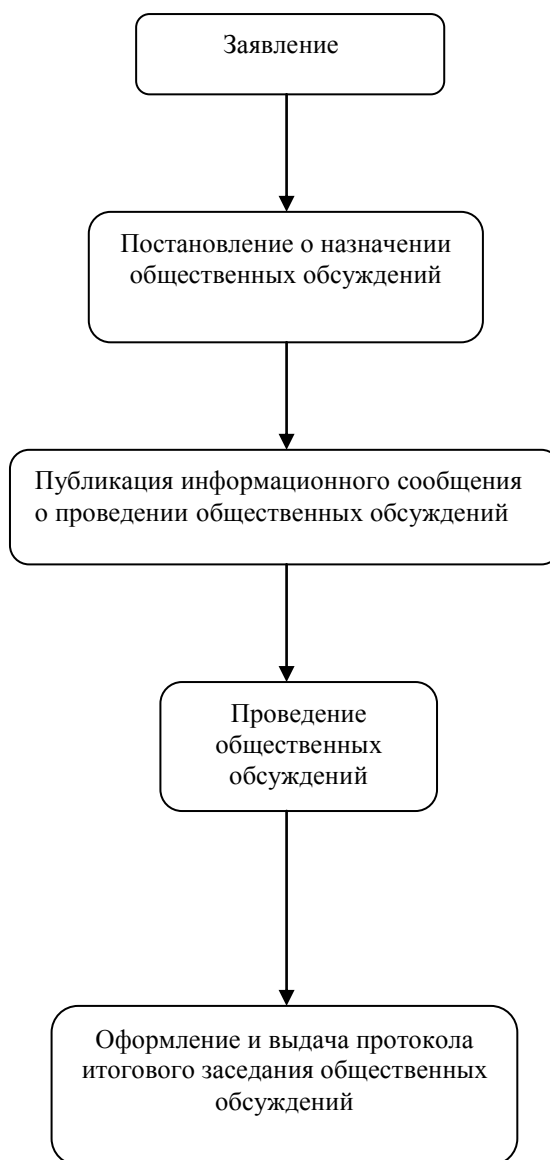 Заявление
Постановление о назначении
общественных обсуждений
Публикация информационного сообщения
о проведении общественных обсуждений
Проведение
общественных
обсуждений
Оформление и выдача протокола
итогового заседания общественных
обсуждений